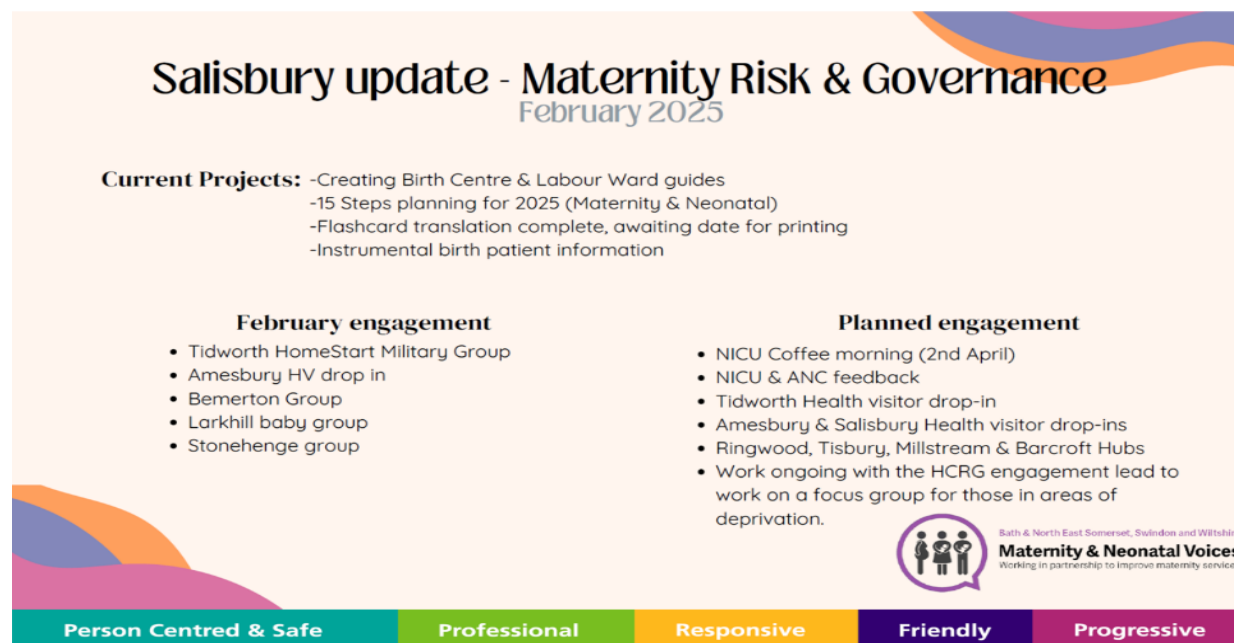 Salisbury update - Maternity Risk & Governance
February 2025
Current Projects: -Creating Birth Centre & Labour Ward guides
-15 Steps planning for 2025 (Maternity & Neonatal)
-Flashcard translation complete, awaiting date for printing
-Instrumental birth patient information
February engagement
• Tidworth HomeStart Military Group
• Amesbury HV drop in
• Bemerton Group
• Larkhill baby group
• Stonehenge group
Planned engagement
• NICU Coffee morning (2nd April)
• NICU & ANC feedback
• Tidworth Health visitor drop-in
• Amesbury & Salisbury Health visitor drop-ins
• Ringwood, Tisbury, Millstream & Barcroft Hubs
• Work ongoing with the HCRG engagement lead to
work on a focus group for those in areas of
deprivation.
Bath & North East Somerset, Swindon and Wiltshir
Maternity & Neonatal Voices
Working in partnership to improve maternity service
Person Centred & Safe
Professional
Responsive
Friendly
Progressive